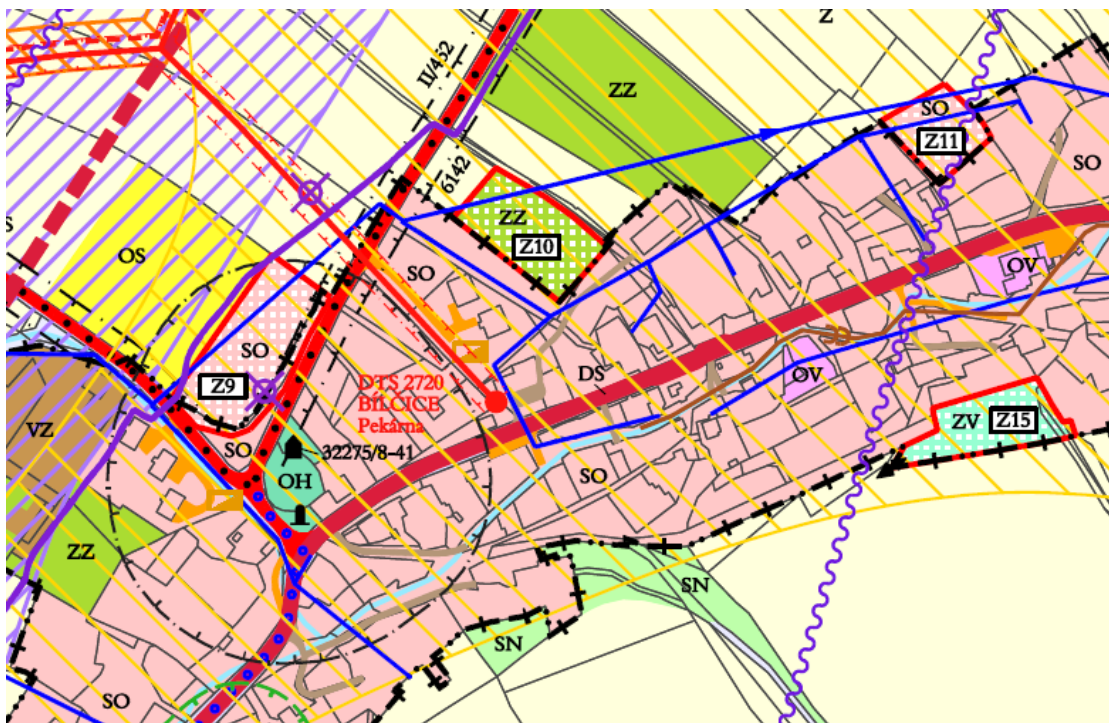 Z
II/452
ZZ
SO
Z11
SO
6142
ZZ
Z10
S
OS
SO
OV
SO
Z9
DTS 2720
BÍLČICE
Pekárna
DS
OV
VZ
SO
32275/8-41
ZV
Z15
OH
SO
ZZ
SN
SN
SO